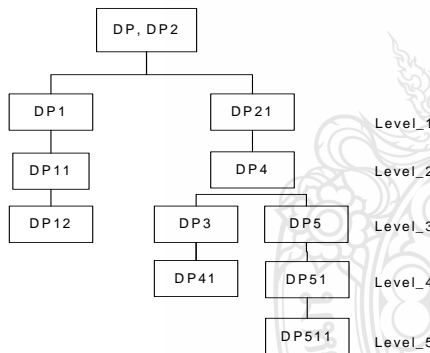 DP, DP2
DP1 DP21 Level_1
DP11 DP4 Level_2
DP12 DP3 DP5 Level_3
DP41 DP51 Level_4
DP511 Level_5